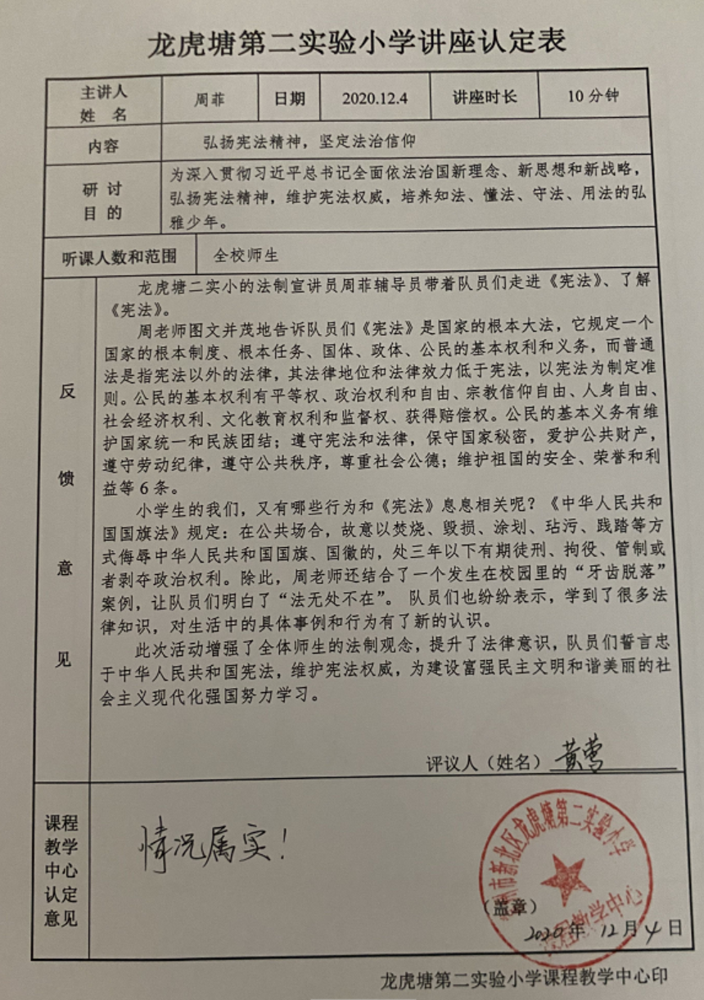 龙虎塘第二实验小学讲座认定表
主讲人
姓 名
周菲
日期
2020.12.4
讲座时长
10分钟
内容
弘扬宪法精神，坚定法治信仰
研 讨
目 的
为深入贯彻习近平总书记全面依法治国新理念、新思想和新战略，
弘扬宪法精神，维护宪法权威，培养知法、懂法、守法、用法的弘
雅少年。
听课人数和范围
全校师生
反
馈
意
见
龙虎塘二实小的法制宣讲员周菲辅导员带着队员们走进《宪法》、了解
《宪法》。
周老师图文并茂地告诉队员们《宪法》是国家的根本大法，它规定一个
国家的根本制度、根本任务、国体、政体、公民的基本权利和义务，而普通
法是指宪法以外的法律，其法律地位和法律效力低于宪法，以宪法为制定准
则。公民的基本权利有平等权、政治权利和自由、宗教信仰自由、人身自由、
社会经济权利、文化教育权利和监督权、获得赔偿权。公民的基本义务有维
护国家统一和民族团结；遵守宪法和法律，保守国家秘密，爱护公共财产，
遵守劳动纪律，遵守公共秩序，尊重社会公德；维护祖国的安全、荣誉和利
益等6条。
小学生的我们，又有哪些行为和《宪法》息息相关呢？《中华人民共和
国国旗法》规定：在公共场合，故意以焚烧、毁损、涂划、玷污、践踏等方
式侮辱中华人民共和国国旗、国徽的，处三年以下有期徒刑、拘役、管制或
者剥夺政治权利。除此，周老师还结合了一个发生在校园里的“牙齿脱落”
案例，让队员们明白了“法无处不在”。 队员们也纷纷表示，学到了很多法
律知识，对生活中的具体事例和行为有了新的认识。
此次活动增强了全体师生的法制观念，提升了法律意识，队员们誓言忠
于中华人民共和国宪法，维护宪法权威，为建设富强民主文明和谐美丽的社
会主义现代化强国努力学习。
评议人（姓名）黄莺
课程
教学
中心
认定
意见
情况属实！
常州市新北区龙虎塘第二实验小学
课程教学中心
（盖章）
2020年 12月4日
龙虎塘第二实验小学课程教学中心印